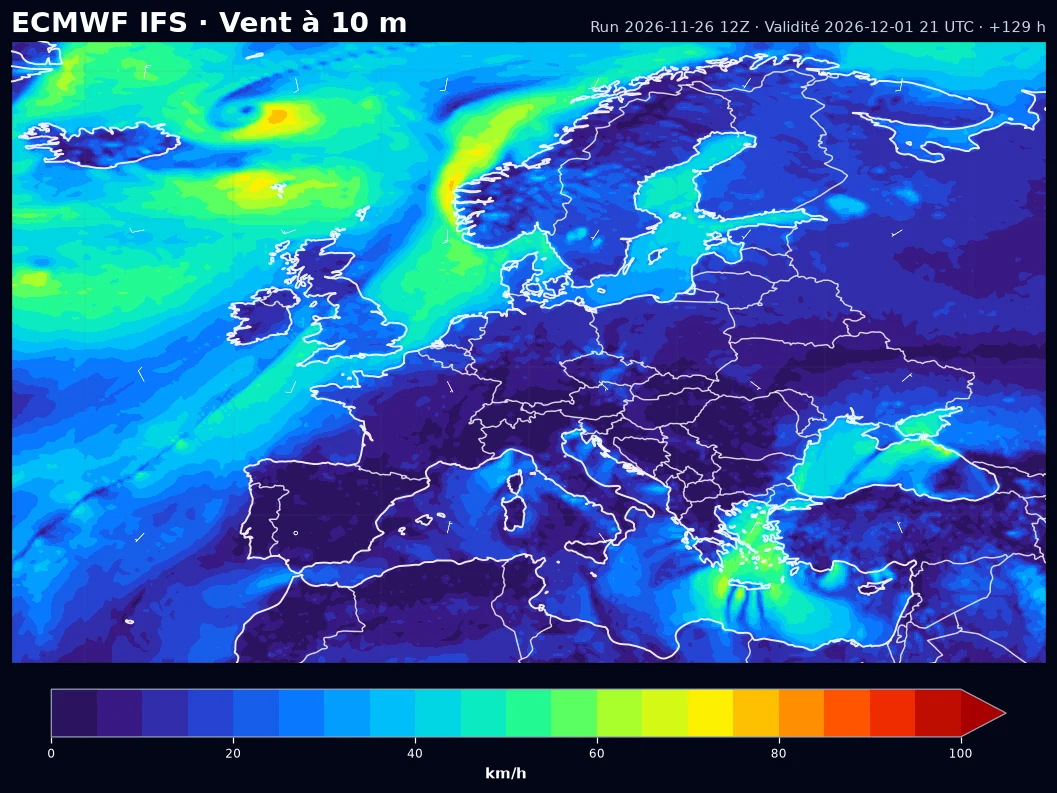 ECMWF IFS · Vent à 10 m
Run 2026-11-26 12Z · Validité 2026-12-01 21 UTC · +129 h
0 20 40 60 80 100
km/h